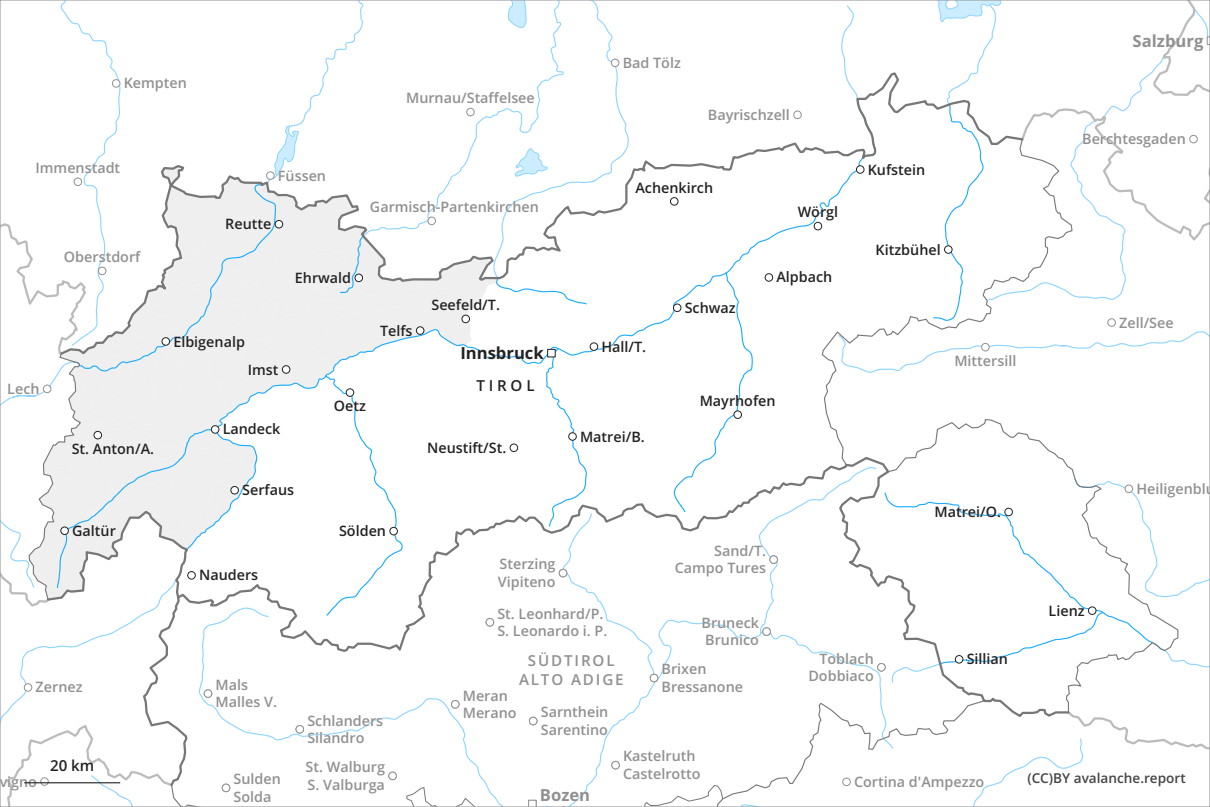 Salzburg
Bad Tölz
Kempten
Murnau/Staffelsee
Bayrischzell
Berchtesgaden
Immenstadt
Füssen
Kufstein
Achenkirch
Garmisch-Partenkirchen
Wörgl
Reutte
Kitzbühel
Oberstdorf
Ehrwald
Alpbach
Seefeld/T.
Schwaz
Telfs
Zell/See
Elbigenalp
Innsbruck
Hall/T.
Mittersill
Imst
TIROL
Lech
Oetz
Mayrhofen
Landeck
Matrei/B.
St. Anton/A.
Neustift/St.
Serfaus
Heiligenblu
Matrei/O.
Galtür
Sölden
Sand/T.
Campo Tures
Sterzing
Vipiteno
Nauders
St. Leonhard/P.
S. Leonardo i. P.
Lienz
Bruneck
Brunico
SÜDTIROL
ALTO ADIGE
Toblach
Dobbiaco
Sillian
Brixen
Bressanone
Zernez
Mals
Malles V.
Meran
Merano
Sarnthein
Sarentino
Schlanders
Silandro
Kastelruth
Castelrotto
St. Walburg
S. Valburga
20 km
vigno
Sulden
Solda
Cortina d'Ampezzo
(CC)BY avalanche.report
Bozen